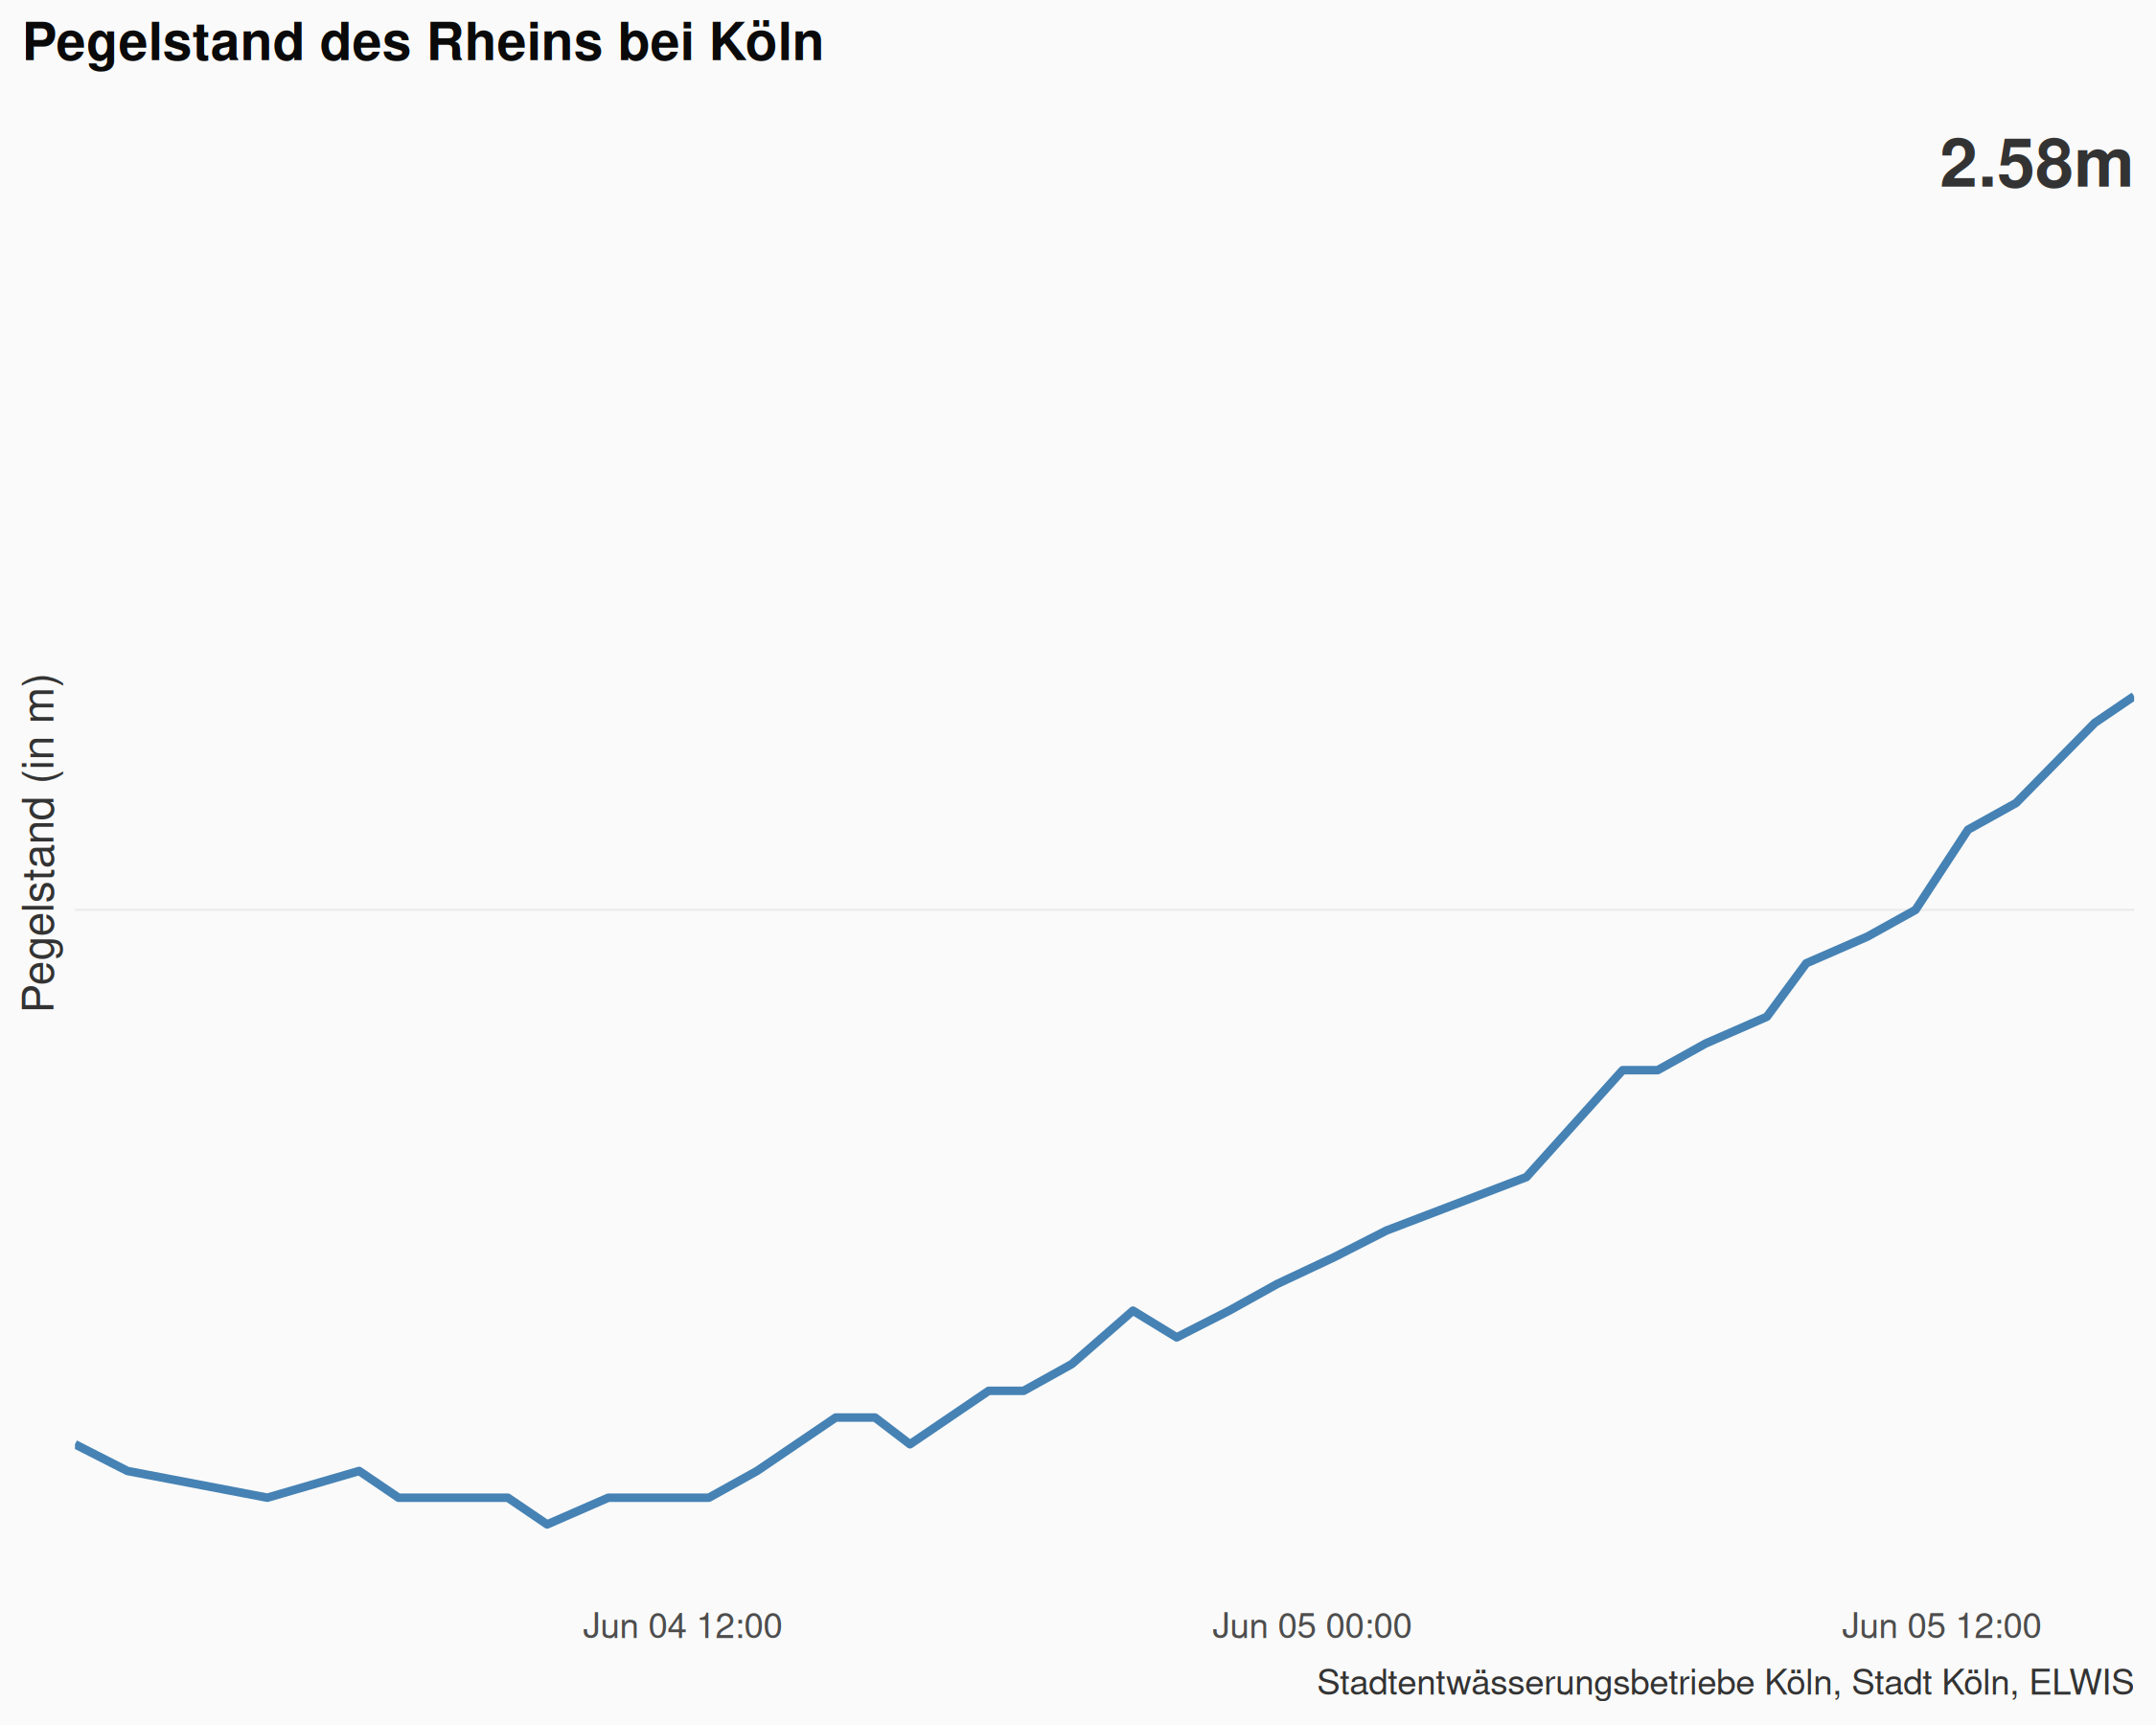 Pegelstand des Rheins bei Köln
2.58m
Pegelstand (in m)
Jun 04 12:00
Jun 05 00:00
Jun 05 12:00
Stadtentwässerungsbetriebe Köln, Stadt Köln, ELWIS